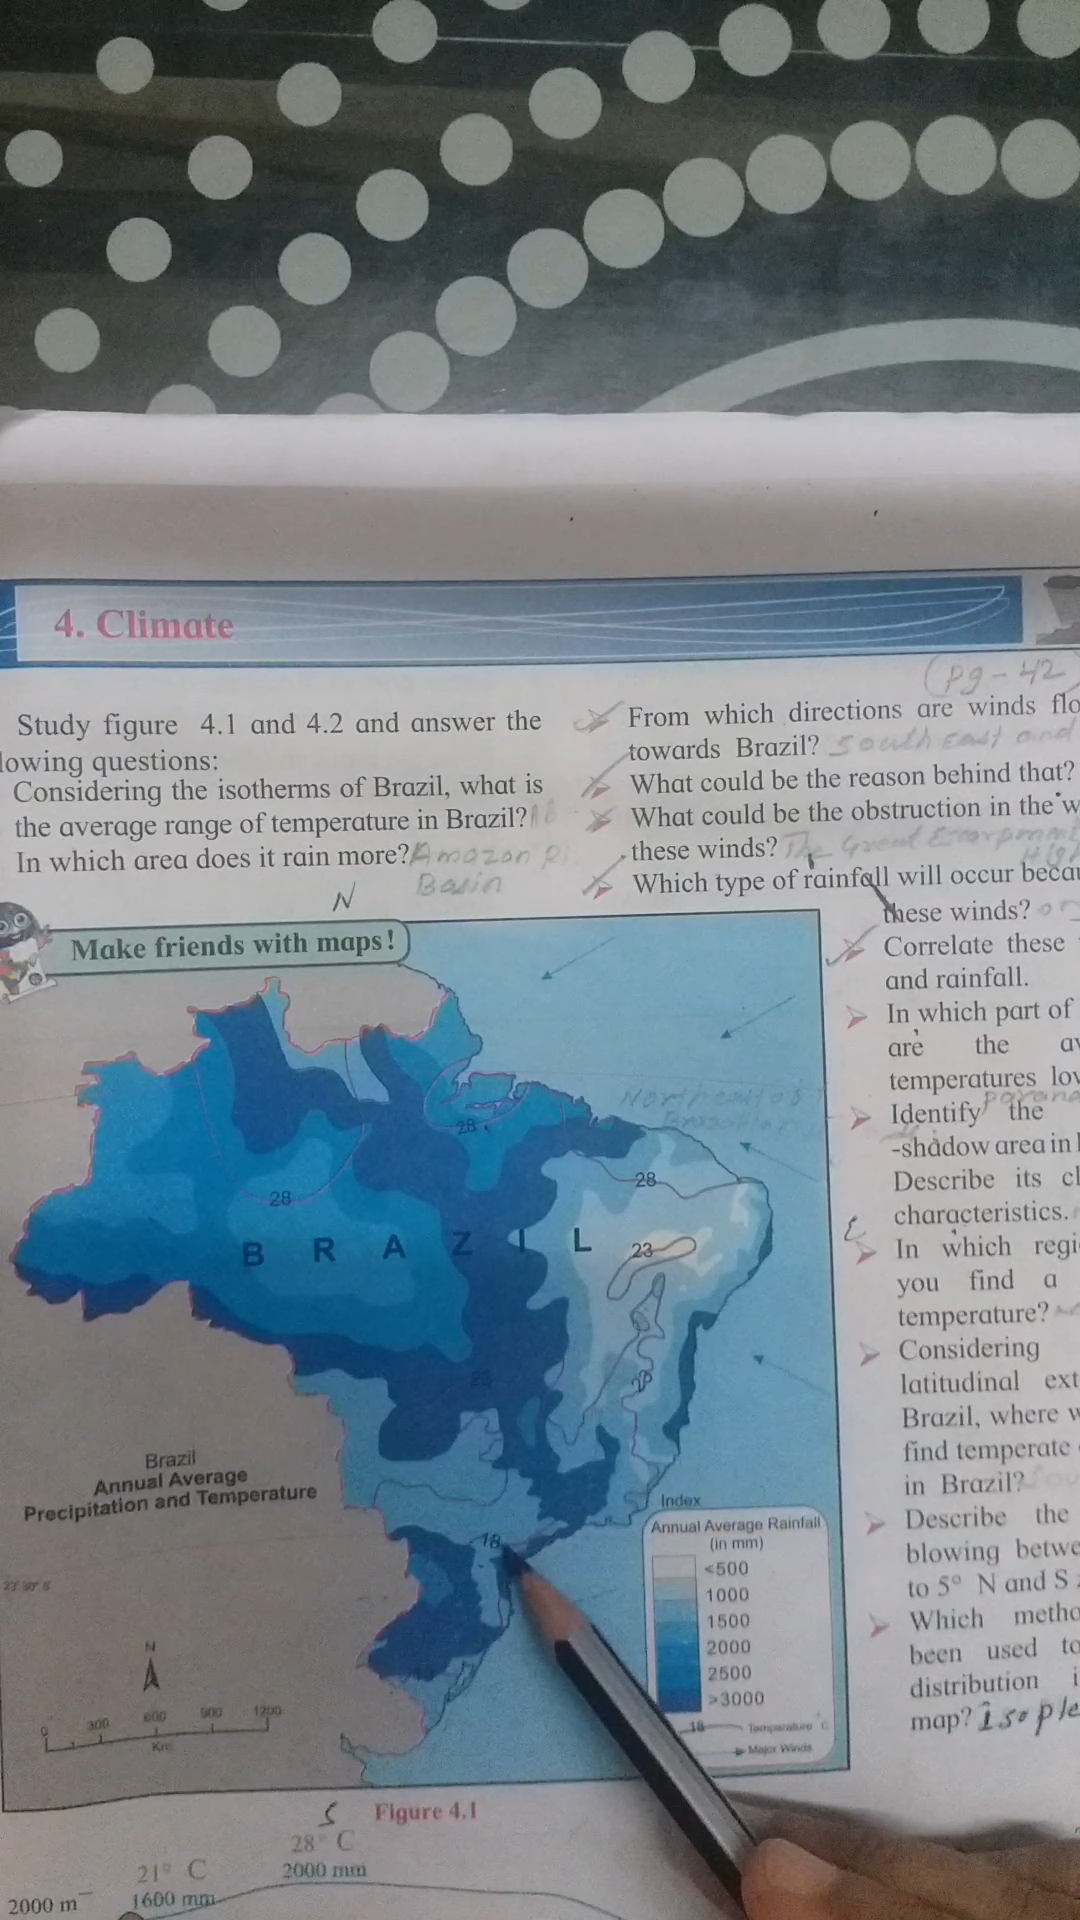 4. Climate
(pg-42)
Study figure 4.1 and 4.2 and answer the
lowing questions:
Considering the isotherms of Brazil, what is
the average range of temperature in Brazil?
In which area does it rain more? Amazon
Basin
N
From which directions are winds flo
towards Brazil? South east and
What could be the reason behind that?
What could be the obstruction in the w
these winds? The Great
Which type of rainfall will occur becau
these winds?
Correlate these
and rainfall.
In which part of
are the av
temperatures lov
Identify the
-shadow area in
Describe its cl
characteristics.
In which regi
you find a
temperature?
Considering
latitudinal ext
Brazil, where w
find temperate
in Brazil?
Describe the
blowing betwe
to 5° N and S
Which metho
been used to
distribution i
map? isople
Make friends with maps!
28
28
28
B R A Z I L
23
18
Brazil
Annual Average
Precipitation and Temperature
23° 30' S
N
0 300 600 900 1200
Km
Index
Annual Average Rainfall
(in mm)
<500
1000
1500
2000
2500
>3000
18 Temperature °C
Major Winds
S
Figure 4.1
28° C
2000 mm
21° C
1600 mm
2000 m